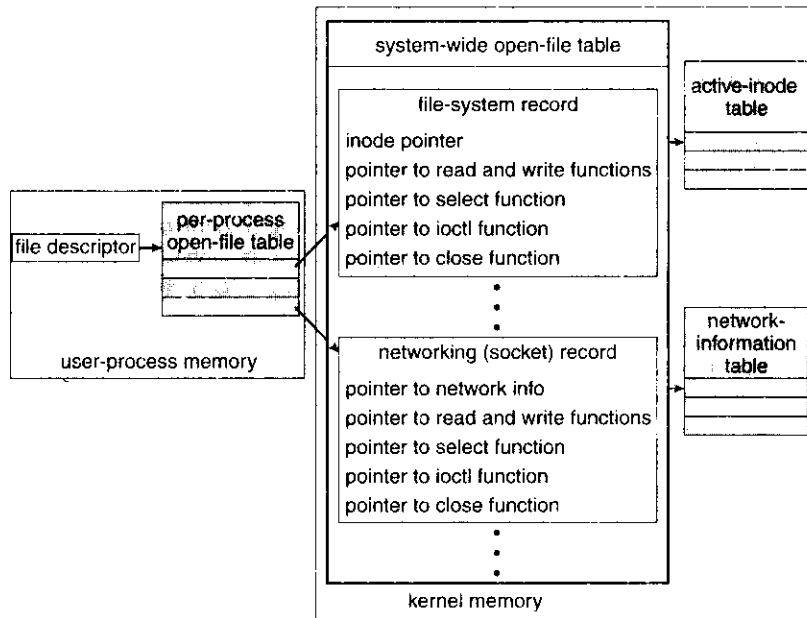 system-wide open-file table
file-system record
inode pointer
pointer to read and write functions
pointer to select function
pointer to ioctl function
pointer to close function
active-inode
table
per-process
open-file table
file descriptor
user-process memory
networking (socket) record
pointer to network info
pointer to read and write functions
pointer to select function
pointer to ioctl function
pointer to close function
network-
information
table
kernel memory